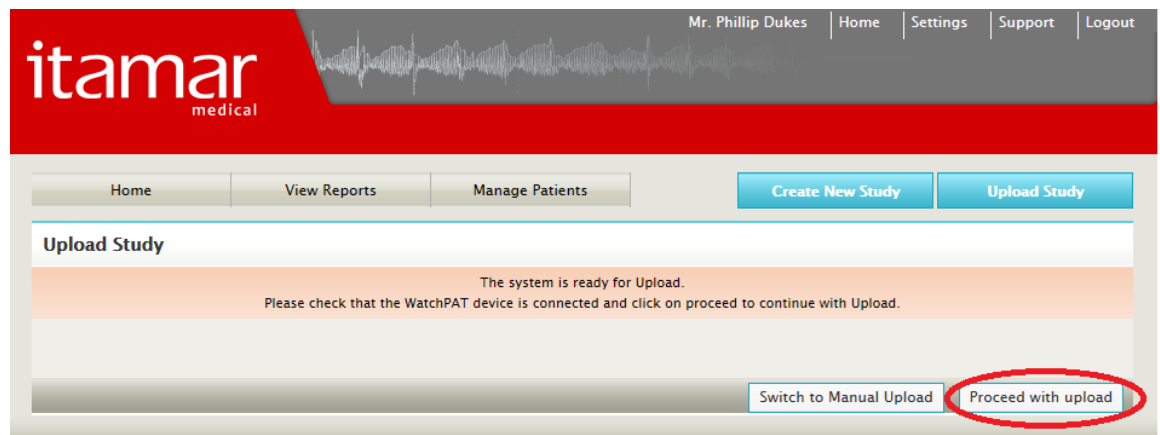 Mr. Phillip Dukes Home Settings Support Logout
itamar
medical
Home View Reports Manage Patients Create New Study Upload Study
Upload Study
The system is ready for Upload.
Please check that the WatchPAT device is connected and click on proceed to continue with Upload.
Switch to Manual Upload Proceed with upload